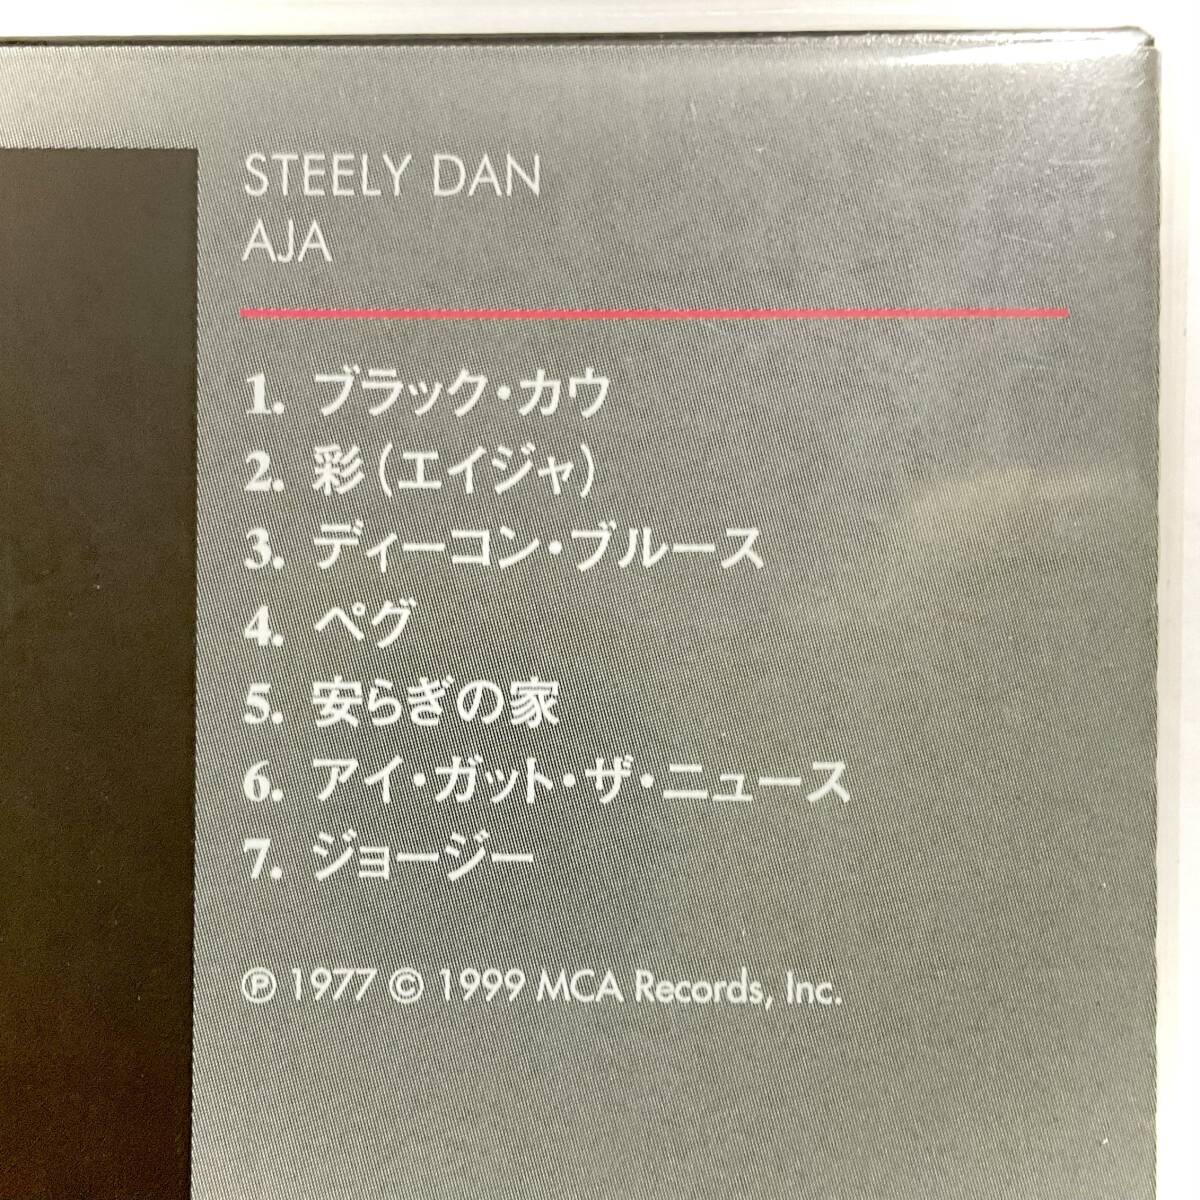 STEELY DAN
AJA
1. ブラック・カウ
2. 彩(エイジャ)
3. ディーコン・ブルース
4. ペグ
5. 安らぎの家
6. アイ・ガット・ザ・ニュース
7. ジョージー
℗ 1977 © 1999 MCA Records, Inc.